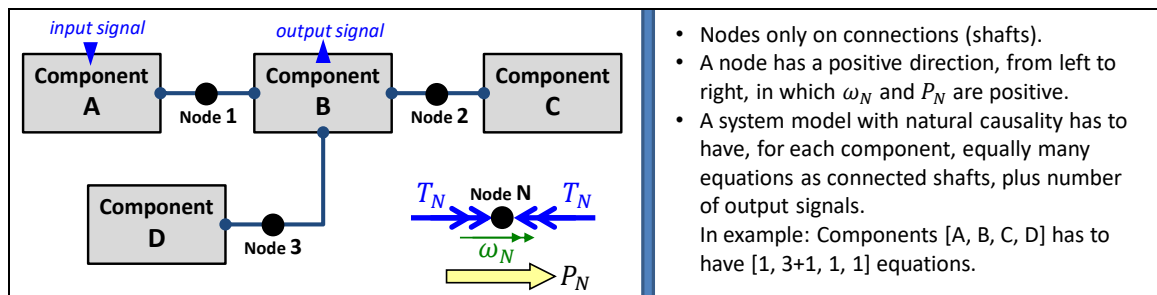 input signal
output signal
Component
A
Component
B
Component
C
Node 1
Node 2
Component
D
Node 3
T_N
Node N
T_N
ω_N
P_N
• Nodes only on connections (shafts).
• A node has a positive direction, from left to
right, in which ω_N and P_N are positive.
• A system model with natural causality has to
have, for each component, equally many
equations as connected shafts, plus number
of output signals.
In example: Components [A, B, C, D] has to
have [1, 3+1, 1, 1] equations.